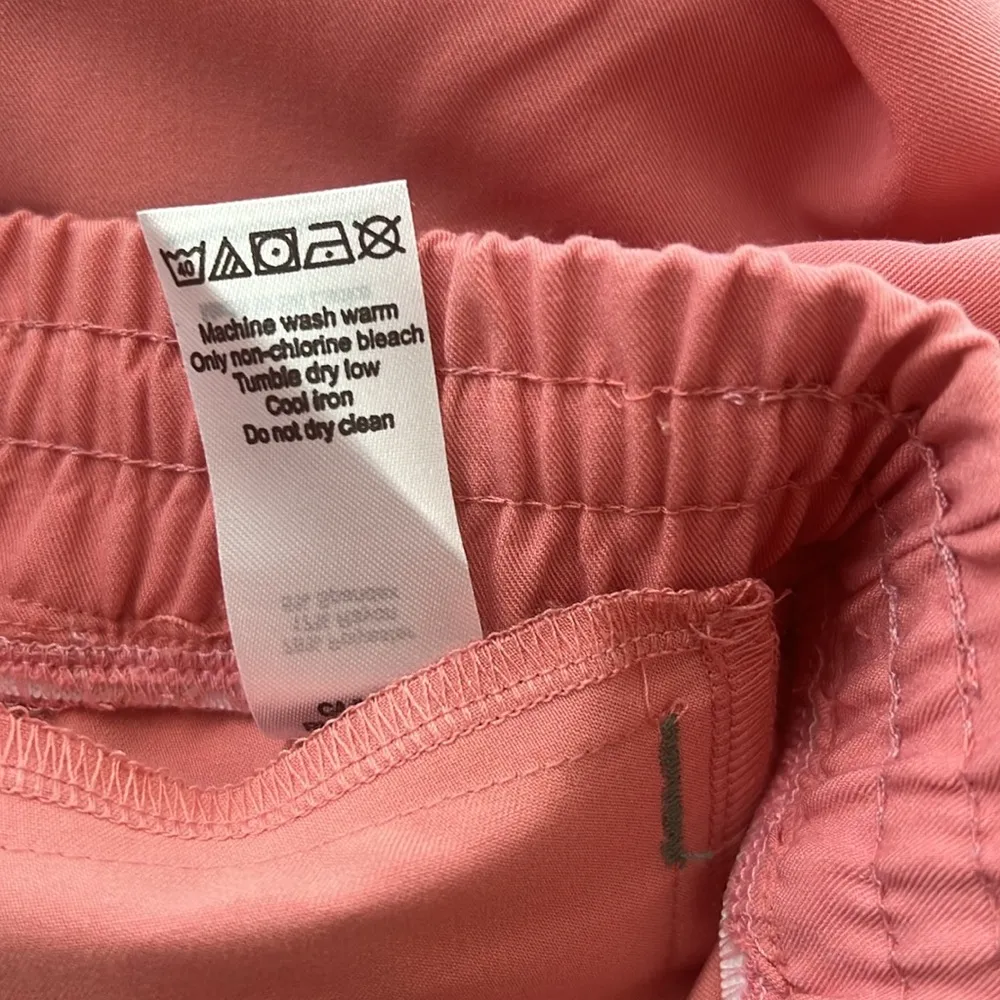 40
Machine wash warm
Only non-chlorine bleach
Tumble dry low
Cool iron
Do not dry clean